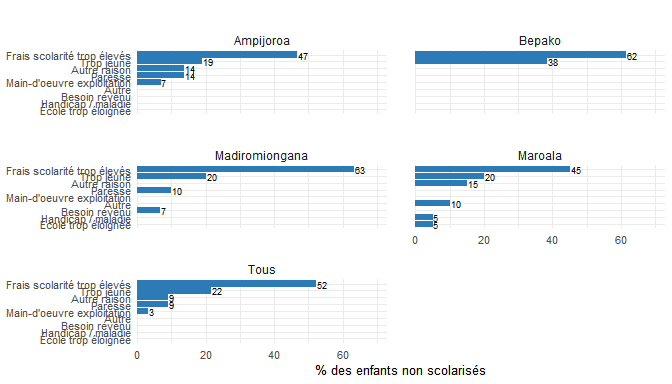 Ampijoroa
Bepako
Frais scolarité trop élevés 47 62
Trop jeune 19 38
Autre raison 14
Paresse 14
Main-d'oeuvre exploitation 7
Autre
Besoin revenu
Handicap / maladie
Ecole trop éloignée
Madiromiongana
Maroala
Frais scolarité trop élevés 63 45
Trop jeune 20 20
Autre raison 15
Paresse 10
Main-d'oeuvre exploitation
Autre 10
Besoin revenu 7
Handicap / maladie 5
Ecole trop éloignée 5
0 20 40 60
Tous
Frais scolarité trop élevés 52
Trop jeune 22
Autre raison 9
Paresse 9
Main-d'oeuvre exploitation 3
Autre
Besoin revenu
Handicap / maladie
Ecole trop éloignée
0 20 40 60
% des enfants non scolarisés